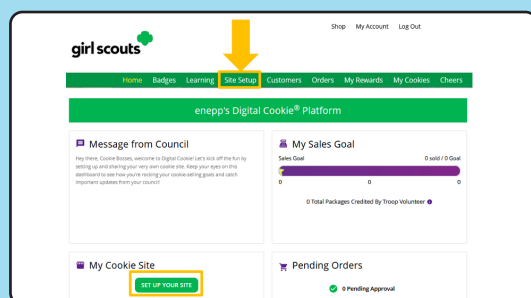 Shop My Account Log Out
girl scouts
Home Badges Learning Site Setup Customers Orders My Rewards My Cookies Cheers
enepp's Digital Cookie® Platform
Message from Council
Hey there, Cookie Bosses, welcome to Digital Cookie! Let's kick off the fun by
setting up and sharing your very own cookie site. Keep your eyes on this
dashboard to see how you're rocking your cookie-selling goals and catch
important updates from your council!
My Sales Goal
Sales Goal 0 sold / 0 Goal
0 0 0
0 Total Packages Credited By Troop Volunteer
My Cookie Site
SET UP YOUR SITE
Pending Orders
0 Pending Approval